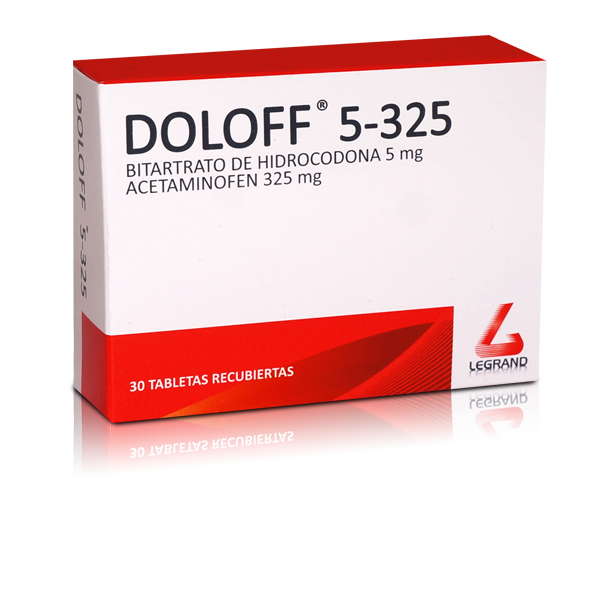 DOLOFF® 5-325
BITARTRATO DE HIDROCODONA 5 mg
ACETAMINOFEN 325 mg
30 TABLETAS RECUBIERTAS
LEGRAND
DOLOFF 5-325